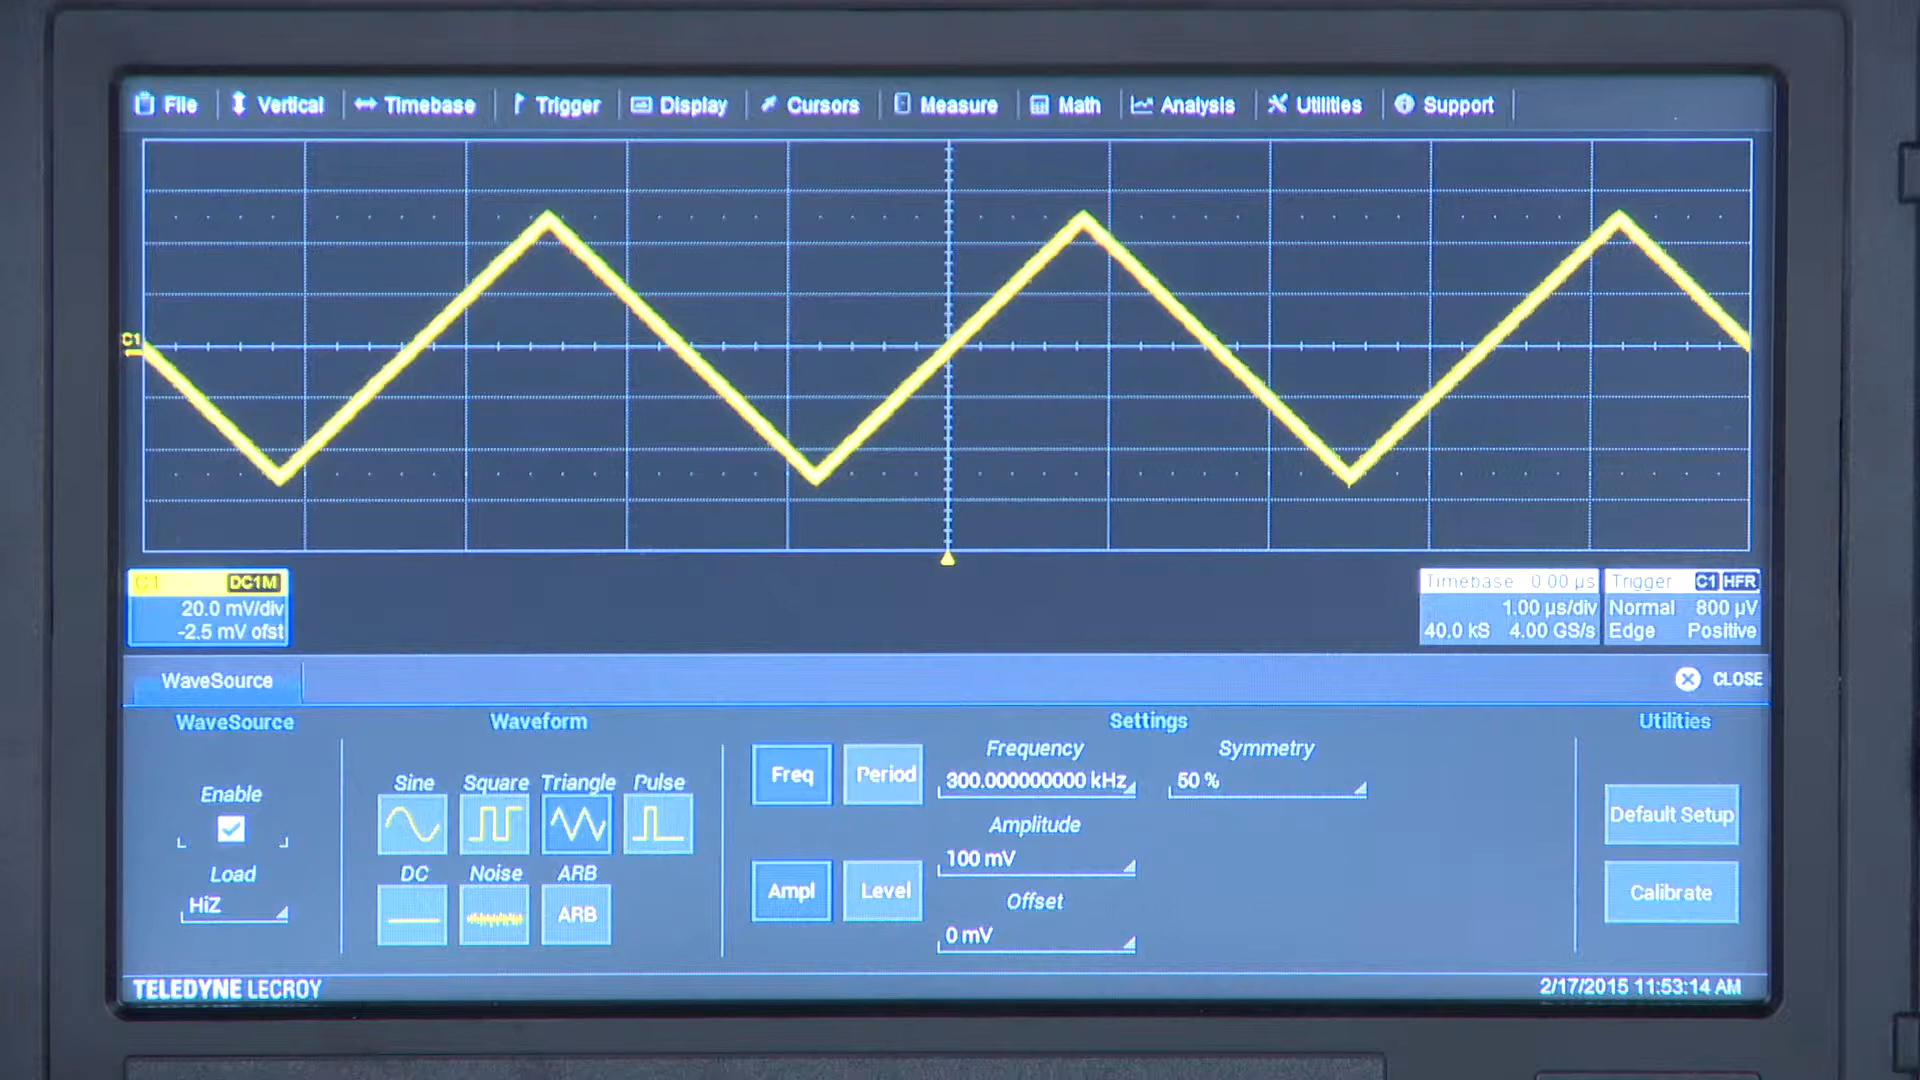 File Vertical Timebase Trigger Display Cursors Measure Math Analysis Utilities Support
C1
C1 DC1M
20.0 mV/div
-2.5 mV ofst
Timebase 0.00 µs
1.00 µs/div
40.0 kS 4.00 GS/s
Trigger C1 HFR
Normal 800 µV
Edge Positive
WaveSource
CLOSE
WaveSource
Enable
Load
HiZ
Waveform
Sine Square Triangle Pulse
DC Noise ARB
ARB
Settings
Freq Period
Frequency
300.000000000 kHz
Symmetry
50 %
Amplitude
100 mV
Ampl Level
Offset
0 mV
Utilities
Default Setup
Calibrate
TELEDYNE LECROY
2/17/2015 11:53:14 AM